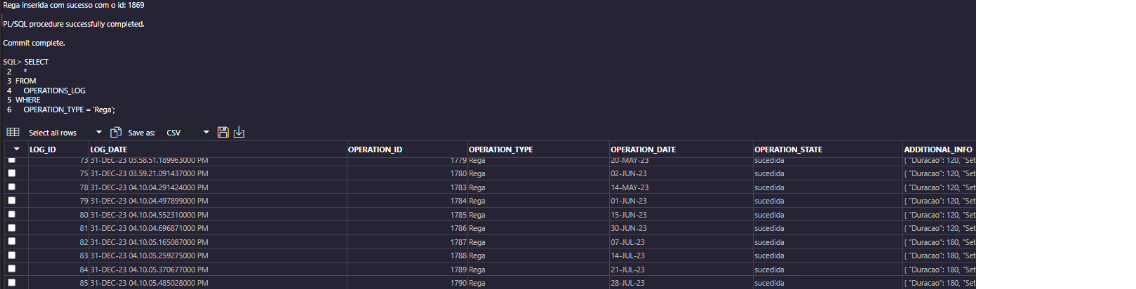 Rega inserida com sucesso com o id: 1869
PL/SQL procedure successfully completed.
Commit complete.
SQL> SELECT
2 *
3 FROM
4 OPERATIONS_LOG
5 WHERE
6 OPERATION_TYPE = 'Rega';
Select all rows Save as: CSV
LOG_ID LOG_DATE OPERATION_ID OPERATION_TYPE OPERATION_DATE OPERATION_STATE ADDITIONAL_INFO
73 31-DEC-23 03.58.51.189963000 PM 1779 Rega 20-MAY-23 sucedida { "Duracao": 120, "Set
75 31-DEC-23 03.59.21.091437000 PM 1780 Rega 02-JUN-23 sucedida { "Duracao": 120, "Set
78 31-DEC-23 04.10.04.291424000 PM 1783 Rega 14-MAY-23 sucedida { "Duracao": 120, "Set
79 31-DEC-23 04.10.04.497899000 PM 1784 Rega 01-JUN-23 sucedida { "Duracao": 120, "Set
80 31-DEC-23 04.10.04.552310000 PM 1785 Rega 15-JUN-23 sucedida { "Duracao": 120, "Set
81 31-DEC-23 04.10.04.696871000 PM 1786 Rega 30-JUN-23 sucedida { "Duracao": 120, "Set
82 31-DEC-23 04.10.05.165087000 PM 1787 Rega 07-JUL-23 sucedida { "Duracao": 180, "Set
83 31-DEC-23 04.10.05.259275000 PM 1788 Rega 14-JUL-23 sucedida { "Duracao": 180, "Set
84 31-DEC-23 04.10.05.370677000 PM 1789 Rega 21-JUL-23 sucedida { "Duracao": 180, "Set
85 31-DEC-23 04.10.05.485028000 PM 1790 Rega 28-JUL-23 sucedida { "Duracao": 180, "Set